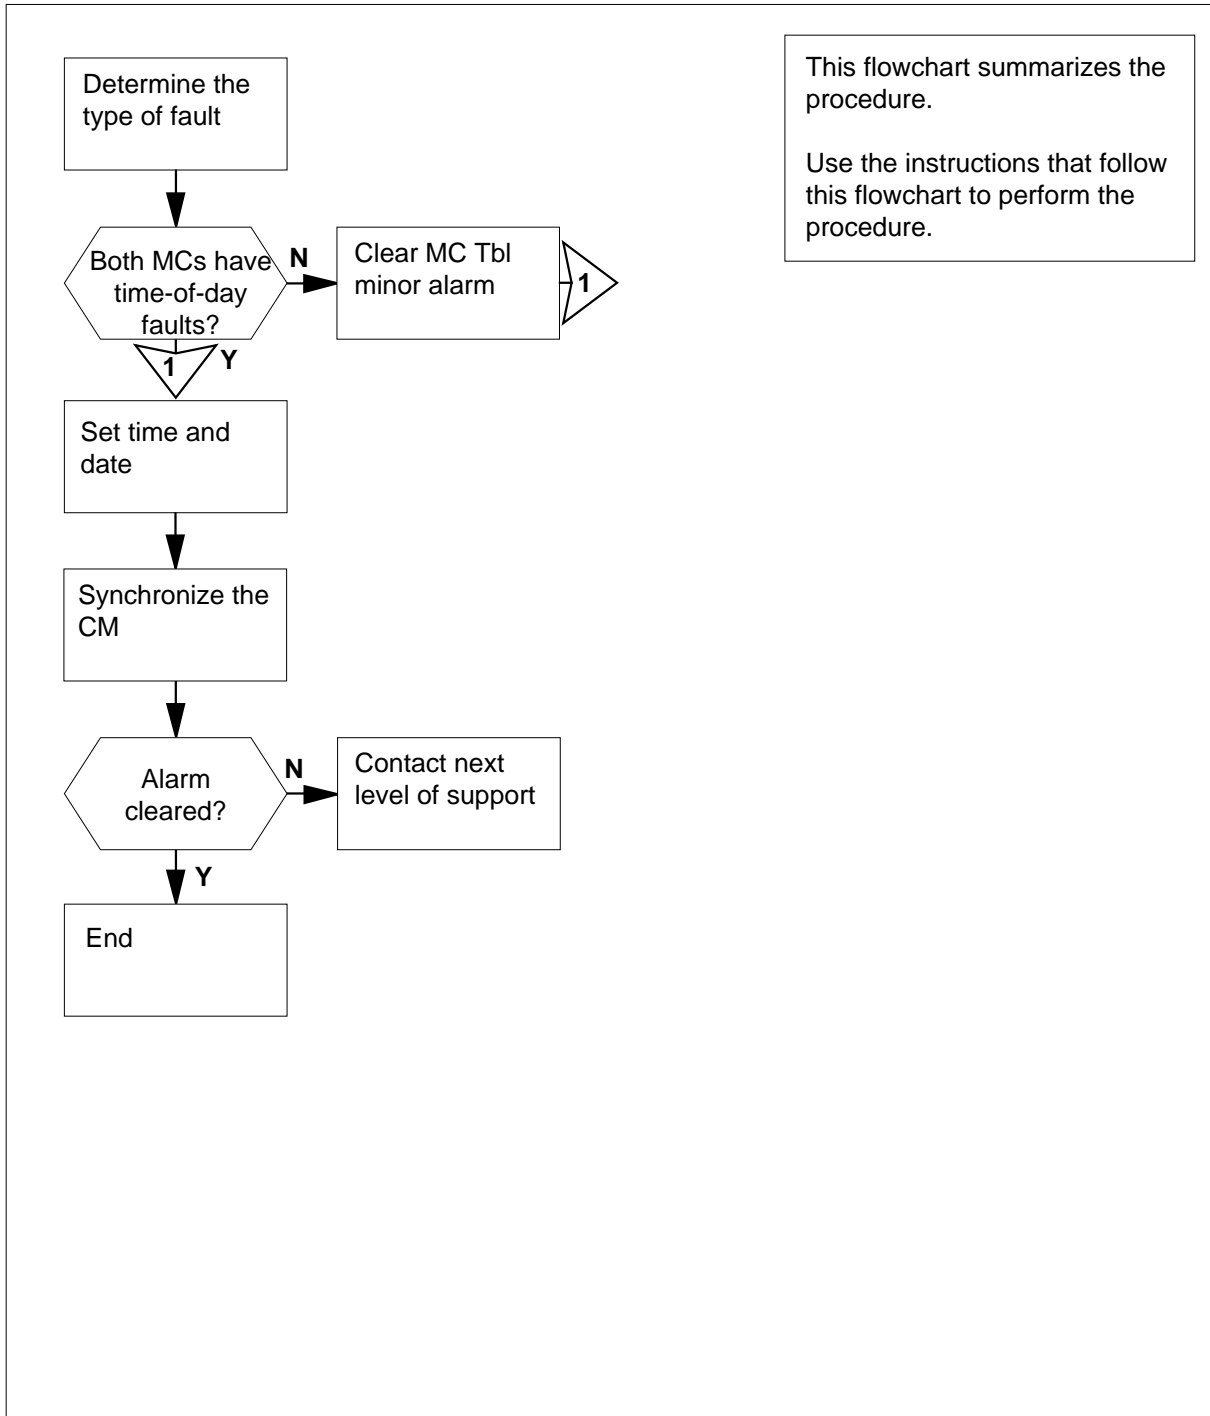 Determine the
type of fault
Both MCs have
time-of-day
faults?
N
Clear MC Tbl
minor alarm
1
1
Y
Set time and
date
Synchronize the
CM
Alarm
cleared?
N
Contact next
level of support
Y
End
This flowchart summarizes the
procedure.
Use the instructions that follow
this flowchart to perform the
procedure.